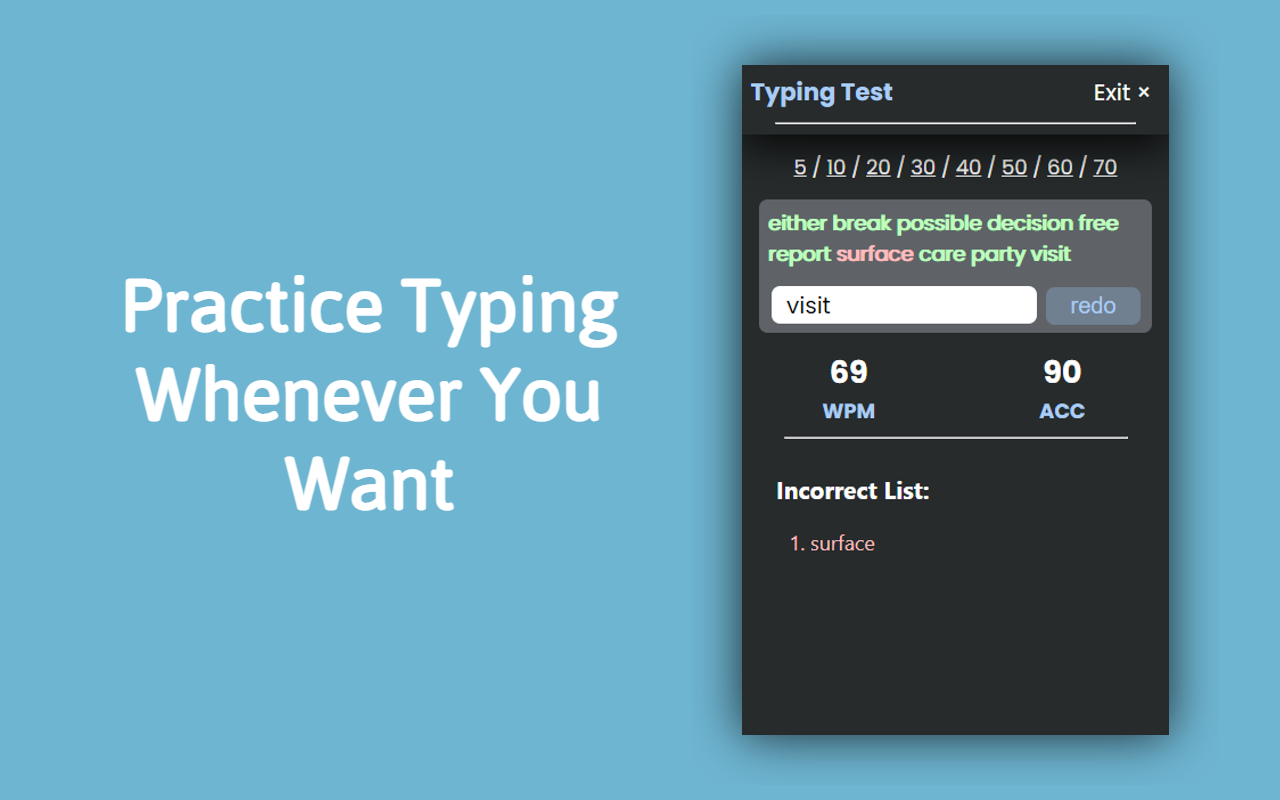 Practice Typing
Whenever You
Want
Typing Test
Exit ×
5 / 10 / 20 / 30 / 40 / 50 / 60 / 70
either break possible decision free
report surface care party visit
visit
redo
69
90
WPM
ACC
Incorrect List:
1. surface